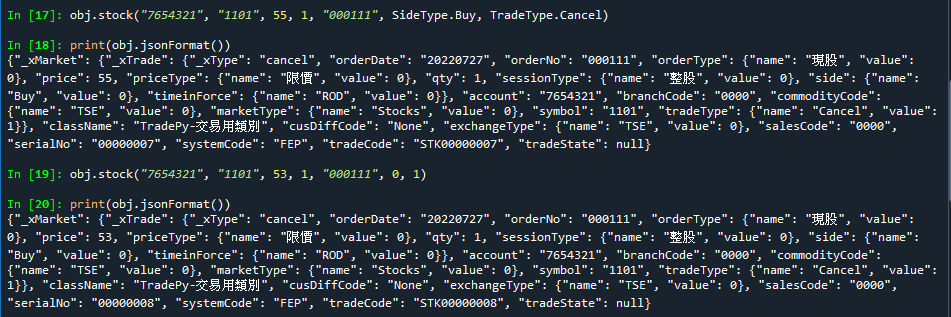 In [17]: obj.stock("7654321", "1101", 55, 1, "000111", SideType.Buy, TradeType.Cancel)
In [18]: print(obj.jsonFormat())
{"_xMarket": {"_xTrade": {"_xType": "cancel", "orderDate": "20220727", "orderNo": "000111", "orderType": {"name": "現股", "value":
0}, "price": 55, "priceType": {"name": "限價", "value": 0}, "qty": 1, "sessionType": {"name": "整股", "value": 0}, "side": {"name":
"Buy", "value": 0}, "timeinForce": {"name": "ROD", "value": 0}}, "account": "7654321", "branchCode": "0000", "commodityCode":
{"name": "TSE", "value": 0}, "marketType": {"name": "Stocks", "value": 0}, "symbol": "1101", "tradeType": {"name": "Cancel", "value":
1}}, "className": "TradePy-交易用類別", "cusDiffCode": "None", "exchangeType": {"name": "TSE", "value": 0}, "salesCode": "0000",
"serialNo": "00000007", "systemCode": "FEP", "tradeCode": "STK00000007", "tradeState": null}
In [19]: obj.stock("7654321", "1101", 53, 1, "000111", 0, 1)
In [20]: print(obj.jsonFormat())
{"_xMarket": {"_xTrade": {"_xType": "cancel", "orderDate": "20220727", "orderNo": "000111", "orderType": {"name": "現股", "value":
0}, "price": 53, "priceType": {"name": "限價", "value": 0}, "qty": 1, "sessionType": {"name": "整股", "value": 0}, "side": {"name":
"Buy", "value": 0}, "timeinForce": {"name": "ROD", "value": 0}}, "account": "7654321", "branchCode": "0000", "commodityCode":
{"name": "TSE", "value": 0}, "marketType": {"name": "Stocks", "value": 0}, "symbol": "1101", "tradeType": {"name": "Cancel", "value":
1}}, "className": "TradePy-交易用類別", "cusDiffCode": "None", "exchangeType": {"name": "TSE", "value": 0}, "salesCode": "0000",
"serialNo": "00000008", "systemCode": "FEP", "tradeCode": "STK00000008", "tradeState": null}